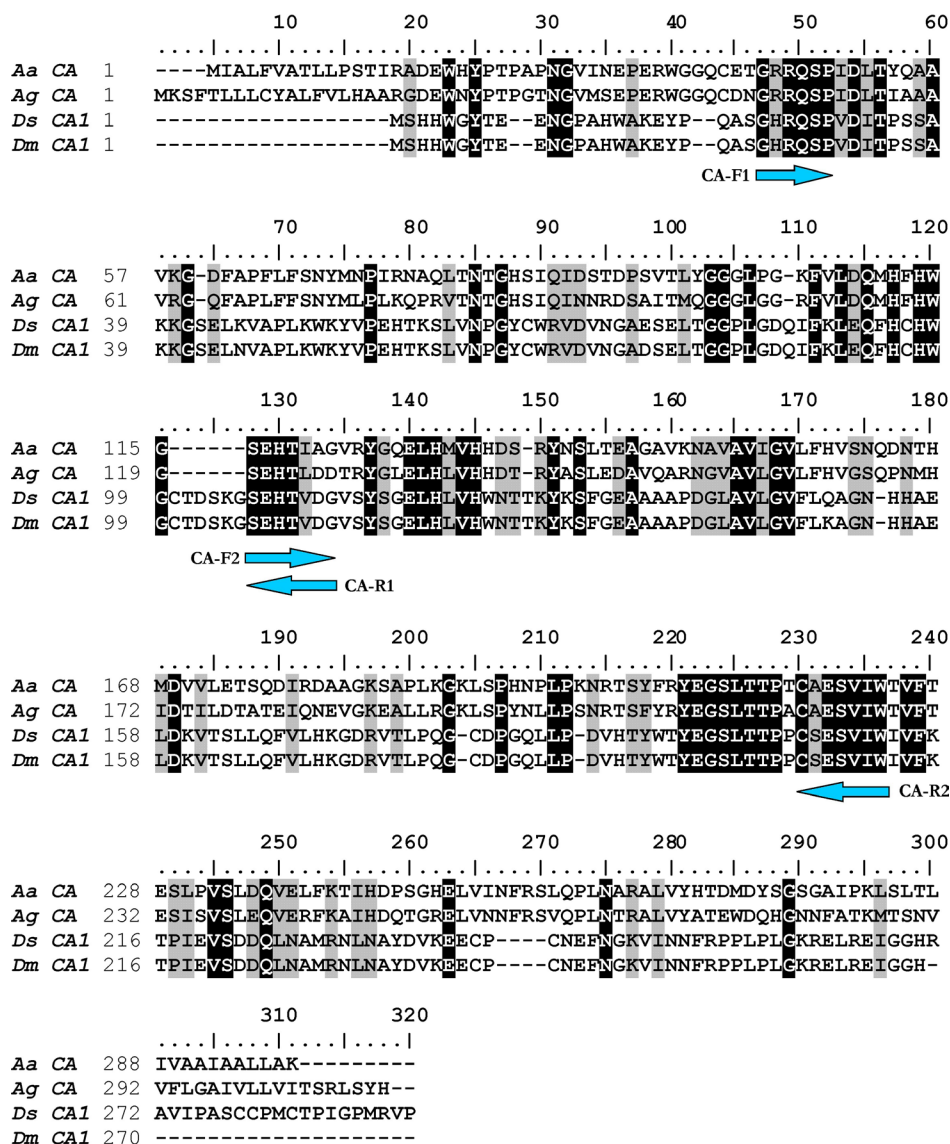 10 20 30 40 50 60
Aa CA 1 ----MIALFVATLLPSTIRADEWHYPTPAPNGVINEPERWGGQCETGRRQSPIDLTYQAA
Ag CA 1 MKSFTLLLCYALFVLHAARGDEWNYPTPGTNGVMSEPERWGGQCDNGRRQSPIDLTIAAA
Ds CA1 1 ------------------MSHHWGYTE--ENGPAHWAKEYP--QASGHRQSPVDITPSSA
Dm CA1 1 ------------------MSHHWGYTE--ENGPAHWAKEYP--QASGHRQSPVDITPSSA
CA-F1
70 80 90 100 110 120
Aa CA 57 VKG-DFAPFLFSNYMNPIRNAQLTNTGHSIQIDSTDPSVTLYGGGLPG-KFVLDQMHFHW
Ag CA 61 VRG-QFAPLFFSNYMLPLKQPRVTNTGHSIQINNRDSAITMQGGGLGG-RFVLDQMHFHW
Ds CA1 39 KKGSELKVAPLKWKYVPEHTKSLVNPGYCWRVDVNGAESELTGGPLGDQIFKLEQFHCHW
Dm CA1 39 KKGSELNVAPLKWKYVPEHTKSLVNPGYCWRVDVNGADSELTGGPLGDQIFKLEQFHCHW
130 140 150 160 170 180
Aa CA 115 G------SEHTIAGVRYGQELHMVHHDS-RYNSLTEAGAVKNAVAVIGVLFHVSNQDNTH
Ag CA 119 G------SEHTLDDTRYGLELHLVHHDT-RYASLEDAVQARNGVAVIGVLFHVGSQPNMH
Ds CA1 99 GCTDSKGSEHTVDGVSYSGELHLVHWNTTKYKSFGEAAAAPDGLAVLGVFLQAGN-HHAE
Dm CA1 99 GCTDSKGSEHTVDGVSYSGELHLVHWNTTKYKSFGEAAAAPDGLAVLGVFLKAGN-HHAE
CA-F2
CA-R1
190 200 210 220 230 240
Aa CA 168 MDVVLETSQDIRDAAGKSAPLKGKLSPHNPLPKNRTSYFRYEGSLTTPTCAESVIWTVFT
Ag CA 172 IDTILDTATEIQNEVGKEALLRGKLSPYNLLPSNRTSFYRYEGSLTTPACAESVIWTVFT
Ds CA1 158 LDKVTSLLQFVLHKGDRVTLPQG-CDPGQLLP-DVHTYWTYEGSLTTPPCSESVIWIVFK
Dm CA1 158 LDKVTSLLQFVLHKGDRVTLPQG-CDPGQLLP-DVHTYWTYEGSLTTPPCSESVIWIVFK
CA-R2
250 260 270 280 290 300
Aa CA 228 ESLPVSLDQVELFKTIHDPSGHELVINFRSLQPLNARALVYHTDMDYSGSGAIPKLSLTL
Ag CA 232 ESISVSLEQVERFKAIHDQTGRELVNNFRSVQPLNTRALVYATEWDQHGNNFATKMTSNV
Ds CA1 216 TPIEVSDDQLNAMRNLNAYDVKEECP----CNEFNGKVINNFRPPLPLGKRELREIGGHR
Dm CA1 216 TPIEVSDDQLNAMRNLNAYDVKEECP----CNEFNGKVINNFRPPLPLGKRELREIGGH-
310 320
Aa CA 288 IVAAIAALLAK---------
Ag CA 292 VFLGAIVLLVITSRLSYH--
Ds CA1 272 AVIPASCCPMCTPIGPMRVP
Dm CA1 270 --------------------